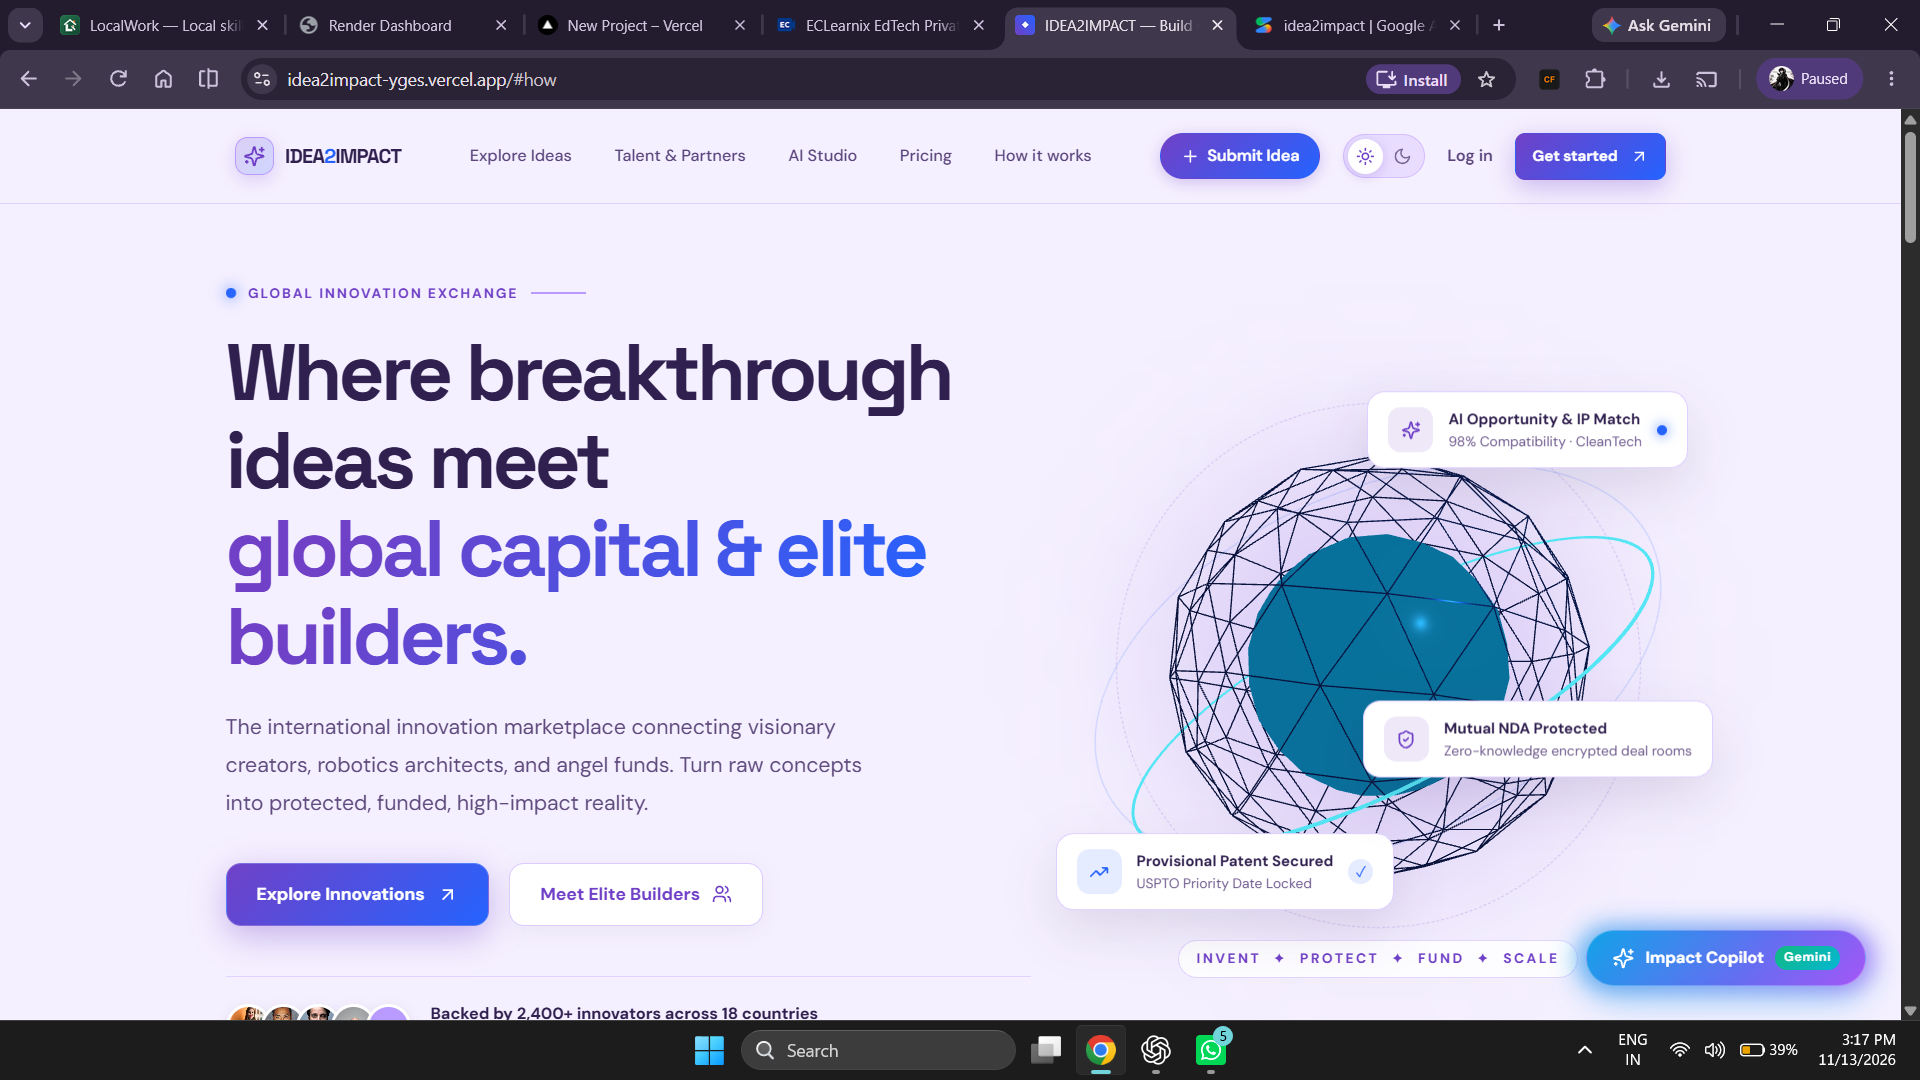 LocalWork — Local skil
Render Dashboard
New Project – Vercel
EC
ECLearnix EdTech Priva
IDEA2IMPACT — Build
idea2impact | Google A
Ask Gemini
idea2impact-yges.vercel.app/#how
Install
CF
Paused
IDEA2IMPACT
Explore Ideas
Talent & Partners
AI Studio
Pricing
How it works
Submit Idea
Log in
Get started
GLOBAL INNOVATION EXCHANGE
Where breakthrough
ideas meet
global capital & elite
builders.
The international innovation marketplace connecting visionary
creators, robotics architects, and angel funds. Turn raw concepts
into protected, funded, high-impact reality.
Explore Innovations
Meet Elite Builders
Backed by 2,400+ innovators across 18 countries
AI Opportunity & IP Match
98% Compatibility · CleanTech
Mutual NDA Protected
Zero-knowledge encrypted deal rooms
Provisional Patent Secured
USPTO Priority Date Locked
INVENT ✦ PROTECT ✦ FUND ✦ SCALE
Impact Copilot Gemini
Search
5
ENG
IN
39%
3:17 PM
11/13/2026